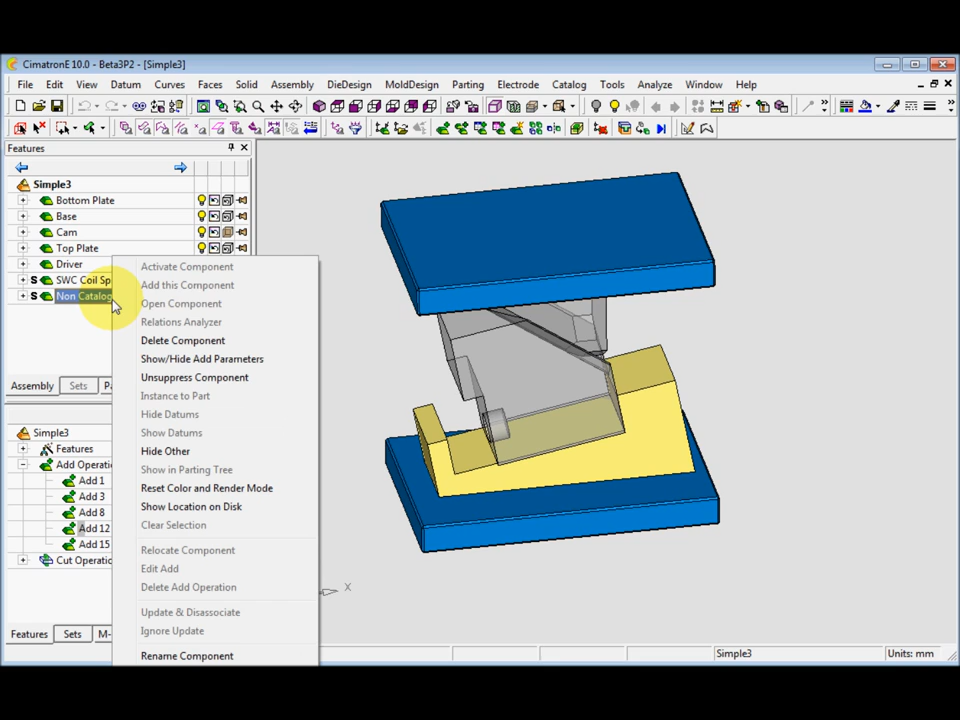 CimatronE 10.0 - Beta3P2 - [Simple3]
File Edit View Datum Curves Faces Solid Assembly DieDesign MoldDesign Parting Electrode Catalog Tools Analyze Window Help
Features
Simple3
Bottom Plate
Base
Cam
Top Plate
Driver
S SWC Coil Sp
S Non Catalog
Activate Component
Add this Component
Open Component
Relations Analyzer
Delete Component
Show/Hide Add Parameters
Unsuppress Component
Instance to Part
Hide Datums
Show Datums
Hide Other
Show in Parting Tree
Reset Color and Render Mode
Show Location on Disk
Clear Selection
Relocate Component
Edit Add
Delete Add Operation
Update & Disassociate
Ignore Update
Rename Component
Assembly Sets Pa
Simple3
Features
Add Operati
Add 1
Add 3
Add 8
Add 12
Add 15
Cut Operatio
Features Sets M-
X
Simple3 Units: mm